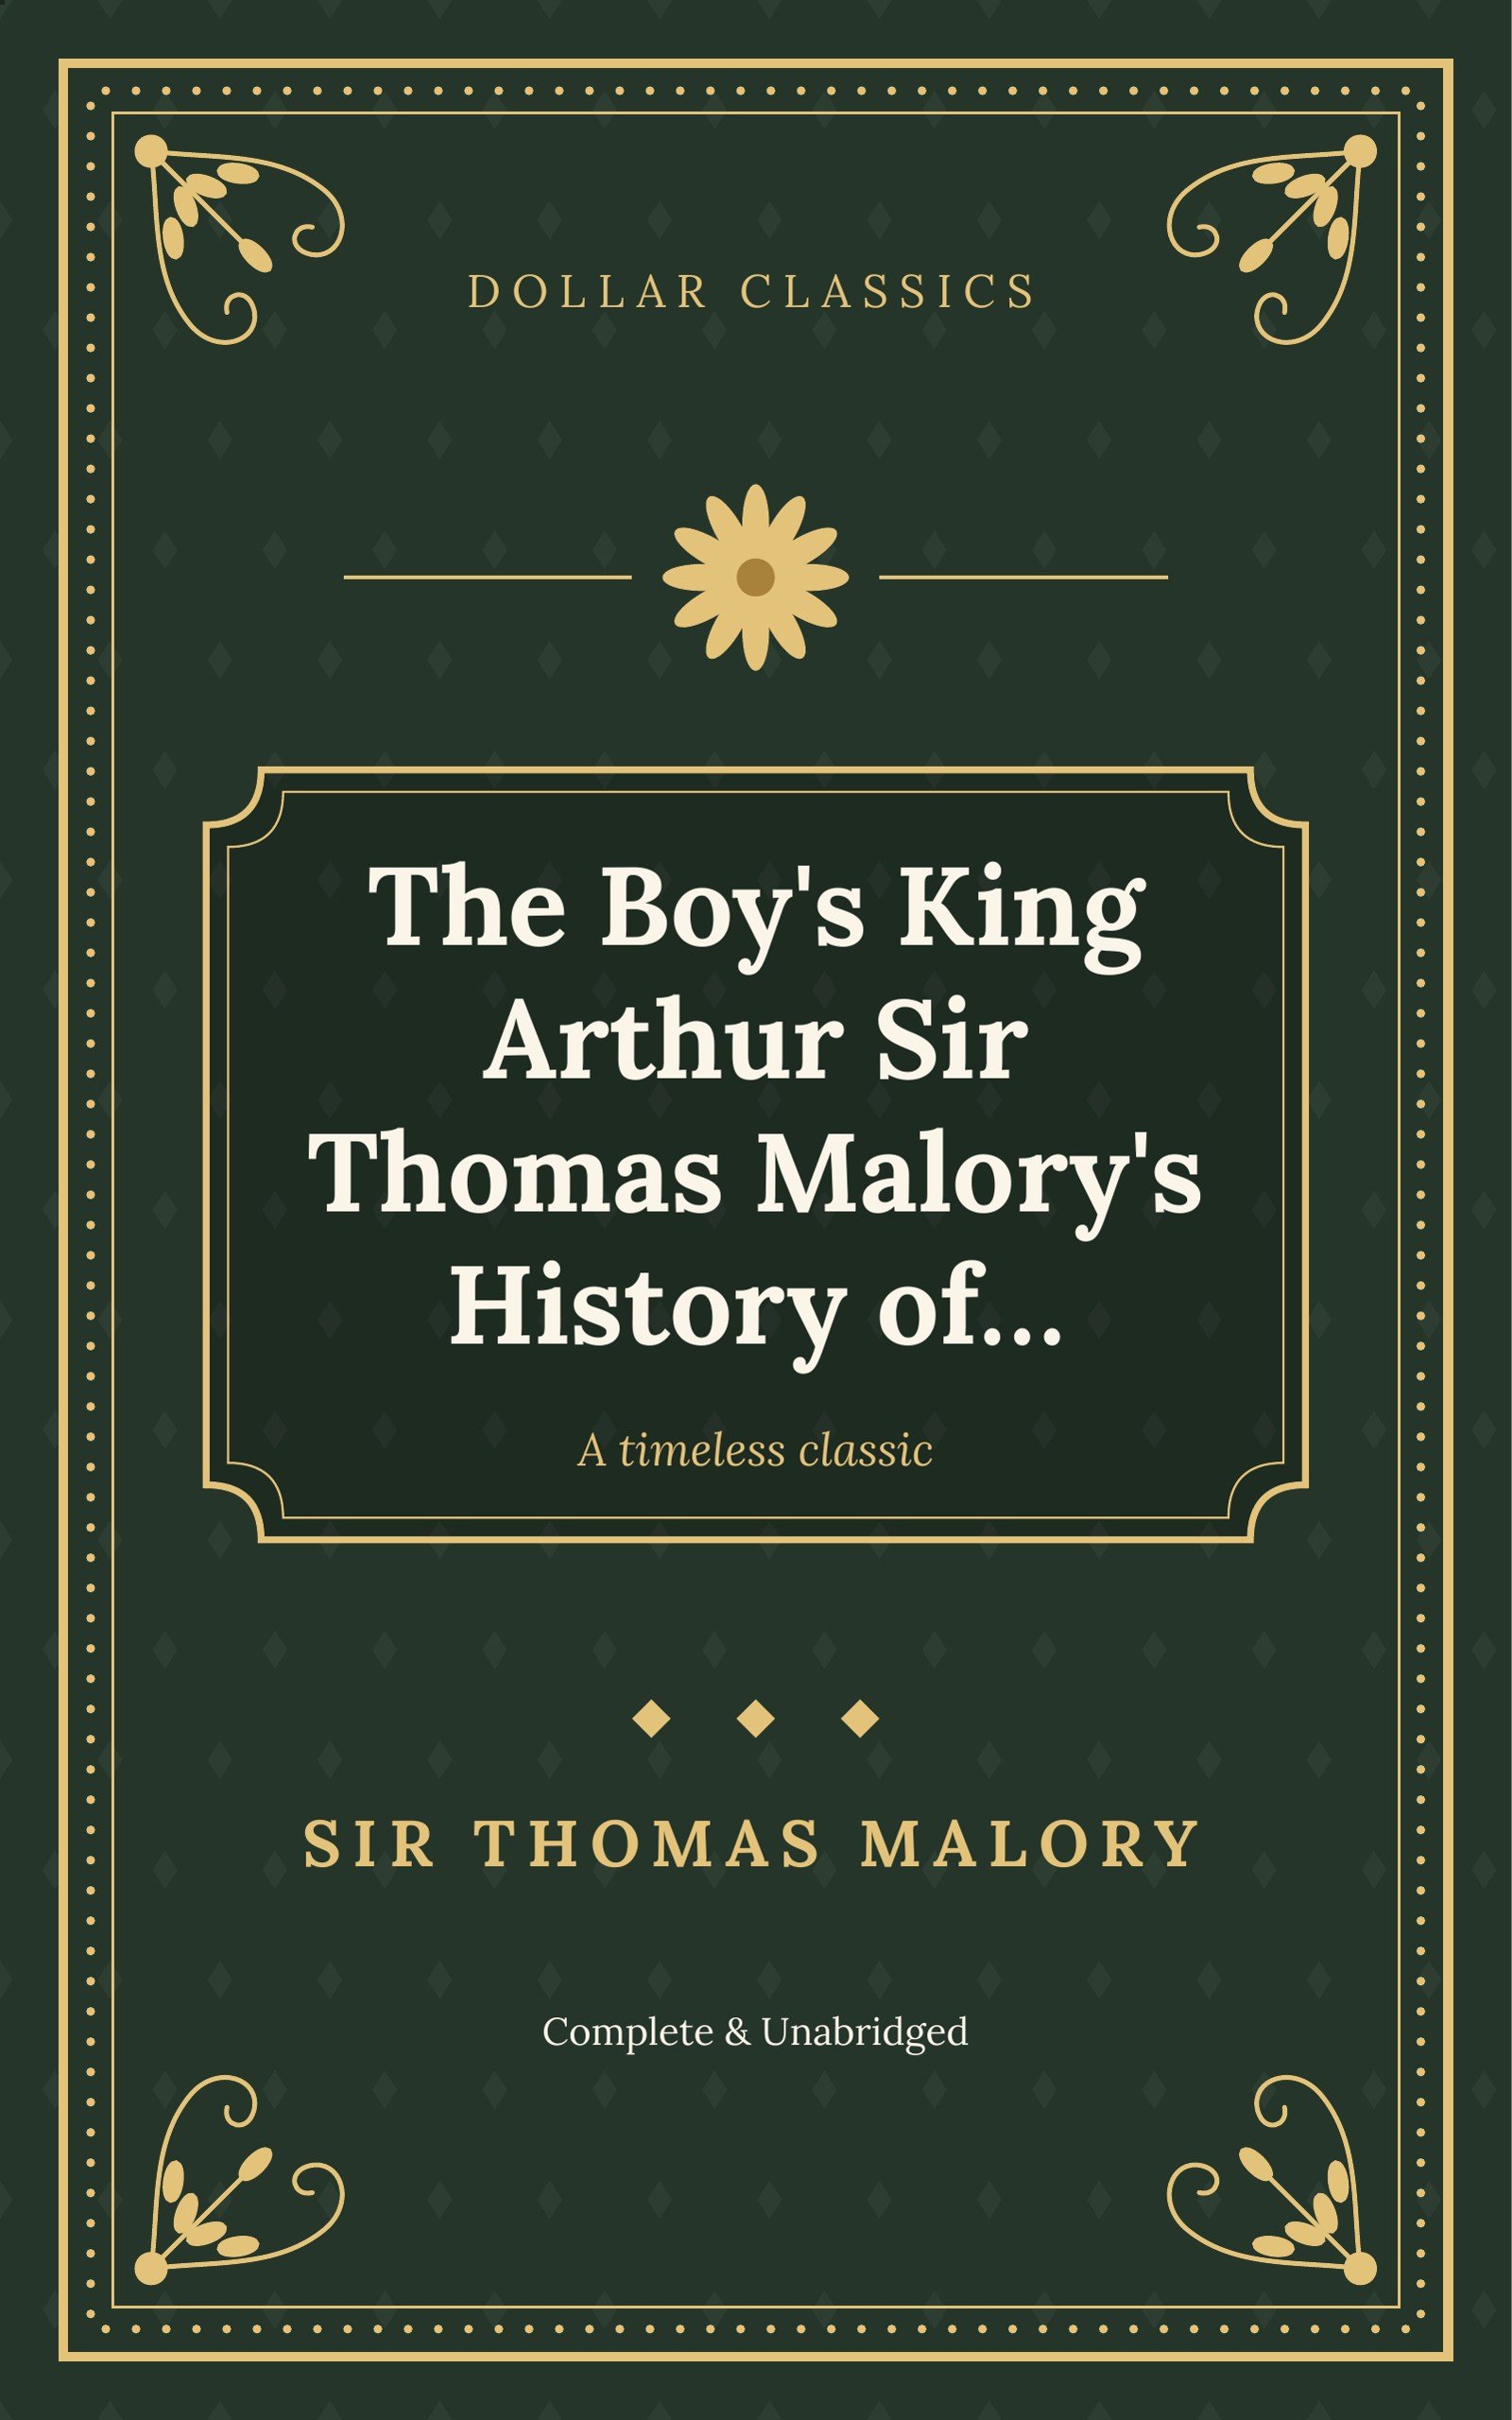 DOLLAR CLASSICS
The Boy's King
Arthur Sir
Thomas Malory's
History of...
A timeless classic
SIR THOMAS MALORY
Complete & Unabridged